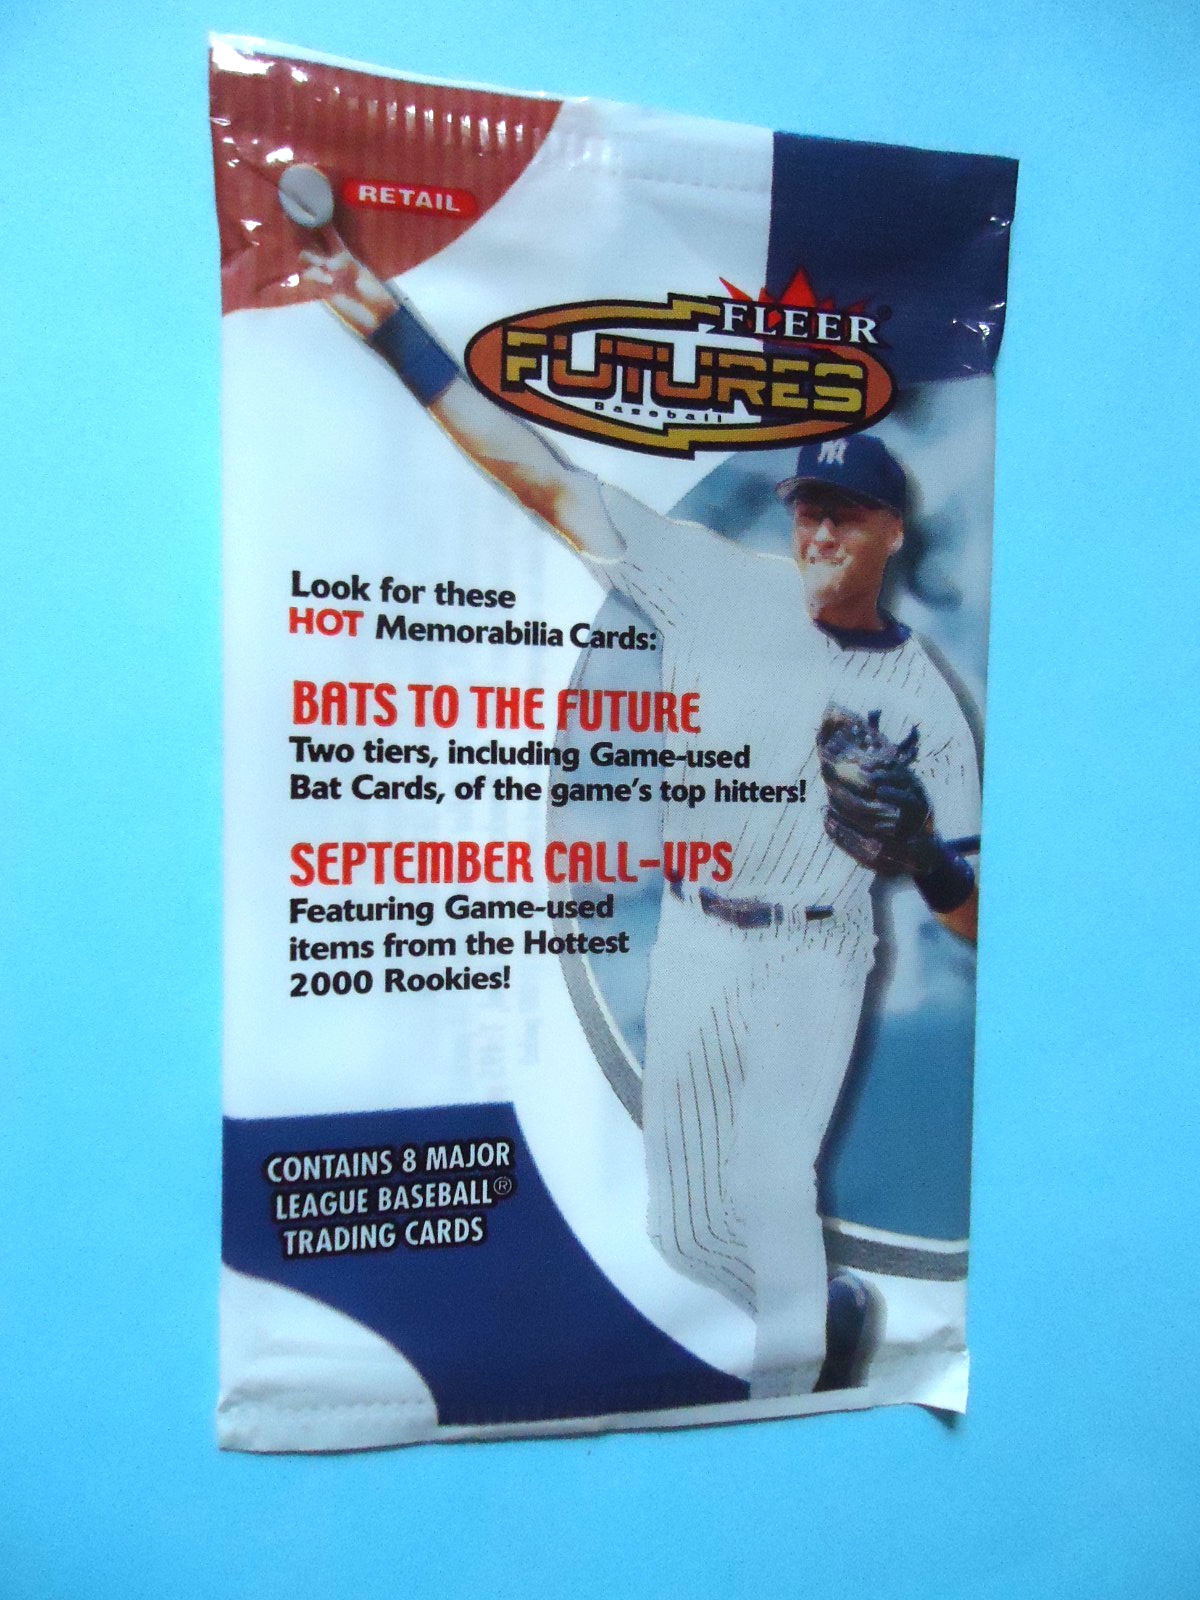 RETAIL
FLEER®
FUTURES
Baseball
Look for these
HOT Memorabilia Cards:
BATS TO THE FUTURE
Two tiers, including Game-used
Bat Cards, of the game's top hitters!
SEPTEMBER CALL-UPS
Featuring Game-used
items from the Hottest
2000 Rookies!
CONTAINS 8 MAJOR
LEAGUE BASEBALL®
TRADING CARDS